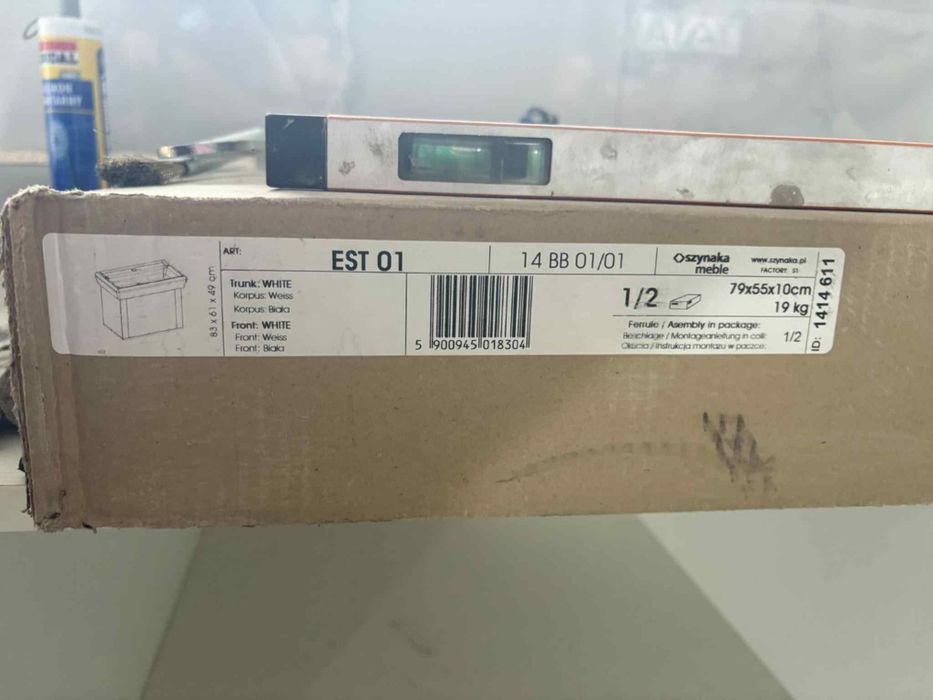 ART:
EST 01
14 BB 01/01
szynaka
meble
www.szynaka.pl
FACTORY: S1
83 x 61 x 49 cm
Trunk: WHITE
Korpus: Weiss
Korpus: Biała
Front: WHITE
Front: Weiss
Front: Biała
5 900945 018304
1/2
79x55x10cm
19 kg
Ferrule / Asembly in package:
Beschlage / Montageanleitung in colli:
Okucia / Instrukcja montażu w paczce:
1/2
ID: 1414 611